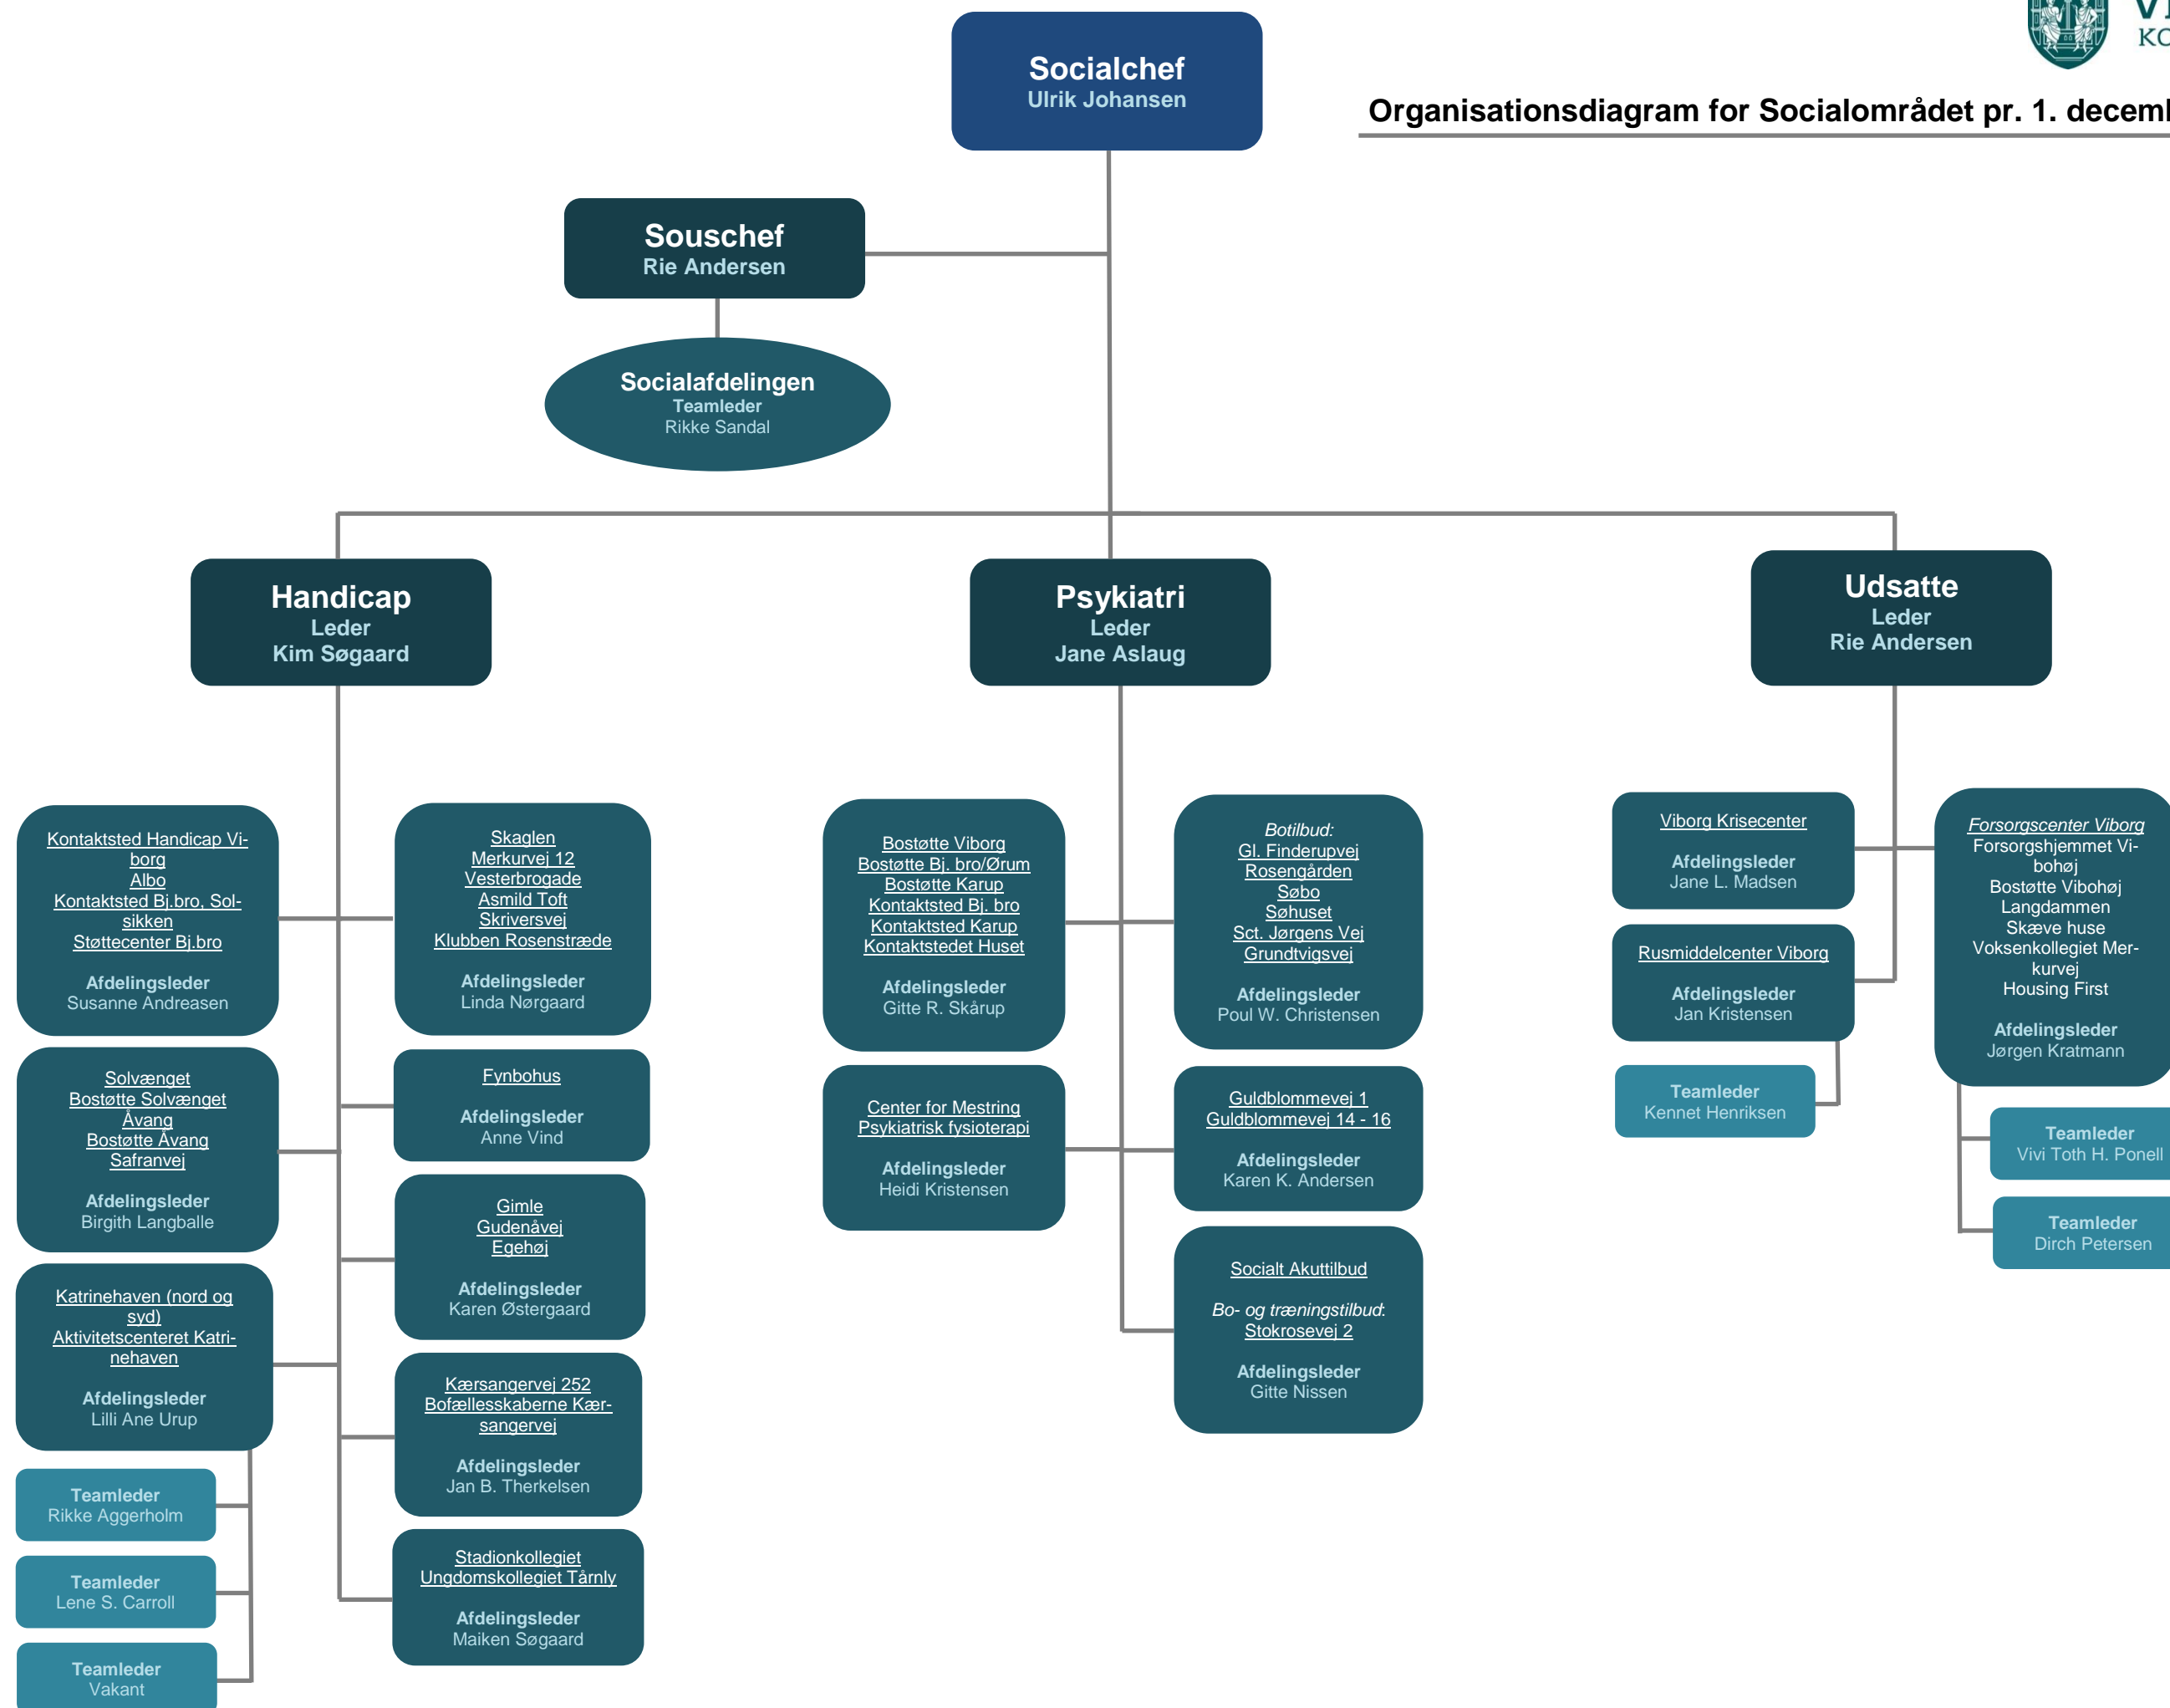 Socialchef
Ulrik Johansen
Organisationsdiagram for Socialområdet pr. 1.
Souschef
Rie Andersen
Socialafdelingen
Teamleder
Rikke Sandal
Handicap
Leder
Kim Søgaard
Psykiatri
Leder
Jane Aslaug
Udsatte
Leder
Rie Andersen
Kontaktsted Handicap Vi-
borg
Albo
Kontaktsted Bj.bro, Sol-
sikken
Støttecenter Bj.bro
Afdelingsleder
Susanne Andreasen
Solvænget
Bostøtte Solvænget
Åvang
Bostøtte Åvang
Safranvej
Afdelingsleder
Birgith Langballe
Katrinehaven (nord og
syd)
Aktivitetscenteret Katri-
nehaven
Afdelingsleder
Lilli Ane Urup
Teamleder
Rikke Aggerholm
Teamleder
Lene S. Carroll
Teamleder
Vakant
Skaglen
Merkurvej 12
Vesterbrogade
Asmild Toft
Skriversvej
Klubben Rosenstræde
Afdelingsleder
Linda Nørgaard
Fynbohus
Afdelingsleder
Anne Vind
Gimle
Gudenåvej
Egehøj
Afdelingsleder
Karen Østergaard
Kærsangervej 252
Bofællesskaberne Kær-
sangervej
Afdelingsleder
Jan B. Therkelsen
Stadionkollegiet
Ungdomskollegiet Tårnly
Afdelingsleder
Maiken Søgaard
Bostøtte Viborg
Bostøtte Bj. bro/Ørum
Bostøtte Karup
Kontaktsted Bj. bro
Kontaktsted Karup
Kontaktstedet Huset
Afdelingsleder
Gitte R. Skårup
Center for Mestring
Psykiatrisk fysioterapi
Afdelingsleder
Heidi Kristensen
Botilbud:
Gl. Finderupvej
Rosengården
Søbo
Søhuset
Sct. Jørgens Vej
Grundtvigsvej
Afdelingsleder
Poul W. Christensen
Guldblommevej 1
Guldblommevej 14 - 16
Afdelingsleder
Karen K. Andersen
Socialt Akuttilbud
Bo- og træningstilbud:
Stokrosevej 2
Afdelingsleder
Gitte Nissen
Viborg Krisecenter
Afdelingsleder
Jane L. Madsen
Rusmiddelcenter Viborg
Afdelingsleder
Jan Kristensen
Teamleder
Kennet Henriksen
Forsorgscenter Viborg
Forsorgshjemmet Vi-
bohøj
Bostøtte Vibohøj
Langdammen
Skæve huse
Voksenkollegiet Mer-
kurvej
Housing First
Afdelingsleder
Jørgen Kratmann
Teamleder
Vivi Toth H. Ponell
Teamleder
Dirch Petersen